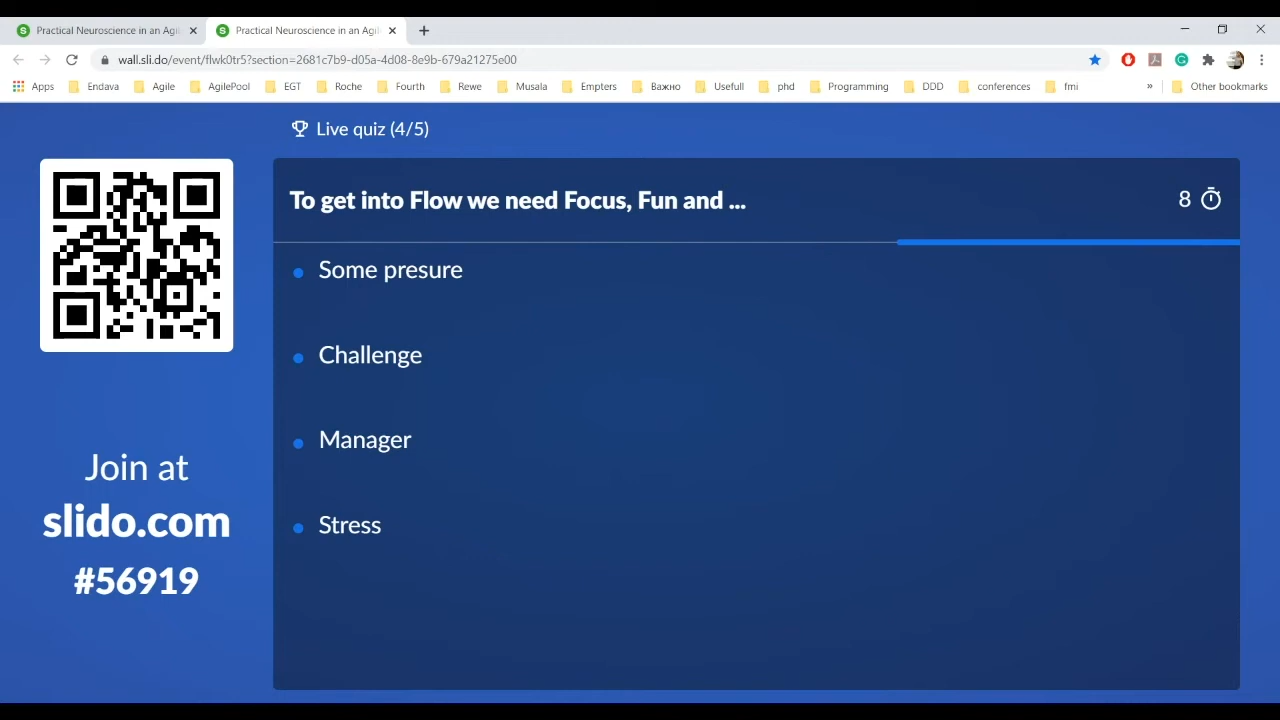 Practical Neuroscience in an Agi
Practical Neuroscience in an Agi
wall.sli.do/event/flwk0tr5?section=2681c7b9-d05a-4d08-8e9b-679a21275e00
Apps Endava Agile AgilePool EGT Roche Fourth Rewe Musala Empters Важно Usefull phd Programming DDD conferences fmi » Other bookmarks
Live quiz (4/5)
To get into Flow we need Focus, Fun and ...
8
Some presure
Challenge
Manager
Stress
Join at
slido.com
#56919